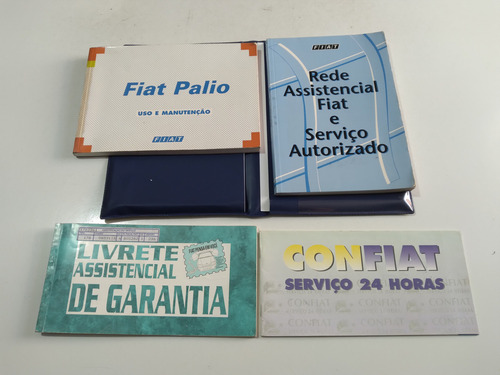 Fiat Palio
USO E MANUTENÇÃO
FIAT
FIAT
Rede
Assistencial
Fiat
e
Serviço
Autorizado
LIVRETE
ASSISTENCIAL
DE GARANTIA
CONFIAT
SERVIÇO 24 HORAS
CONFIAT